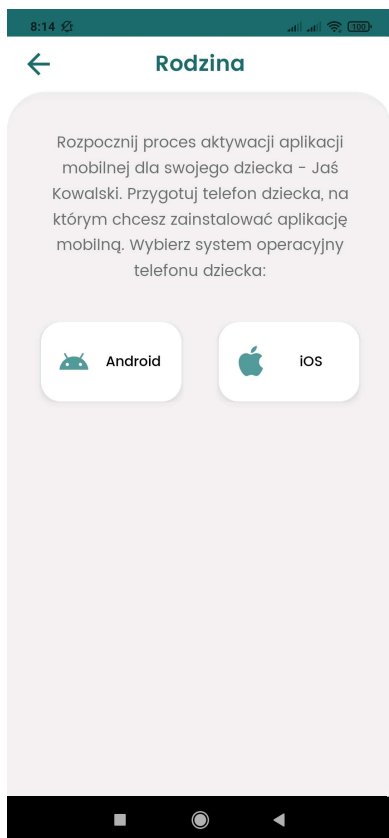 8:14
100
Rodzina
Rozpocznij proces aktywacji aplikacji
mobilnej dla swojego dziecka - Jaś
Kowalski. Przygotuj telefon dziecka, na
którym chcesz zainstalować aplikację
mobilną. Wybierz system operacyjny
telefonu dziecka:
Android
iOS